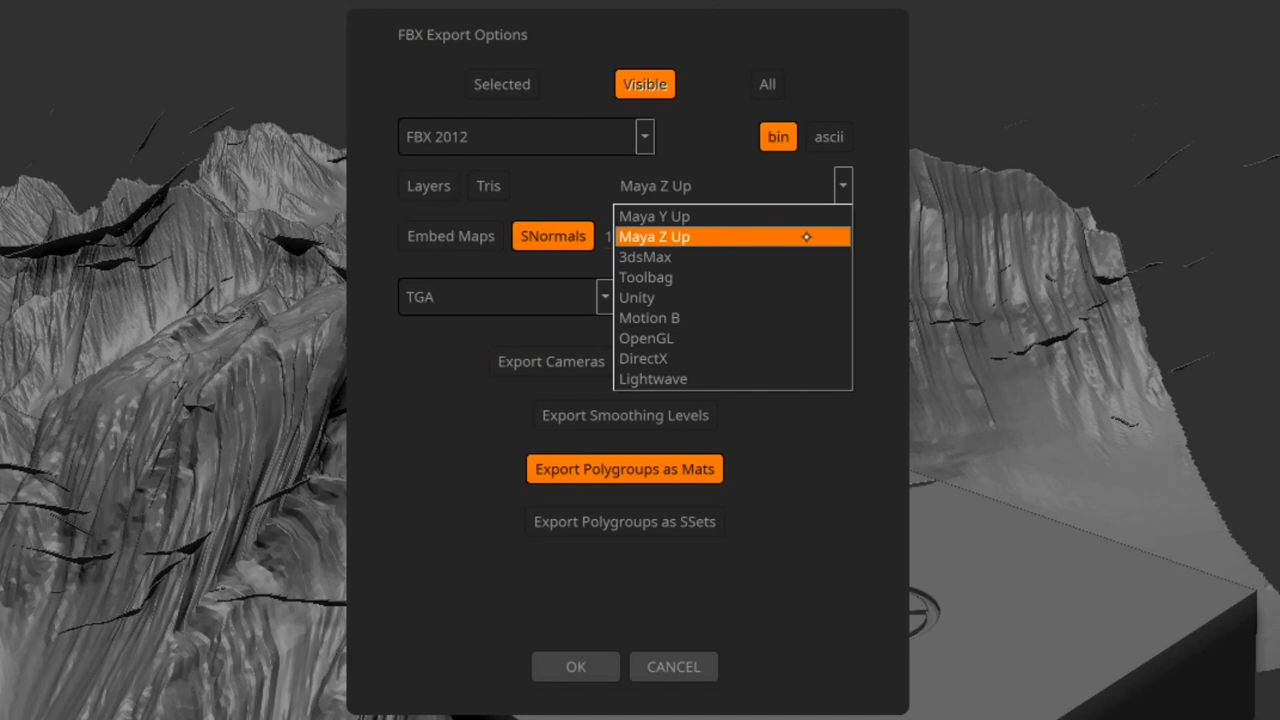 FBX Export Options
Selected Visible All
FBX 2012 bin ascii
Layers Tris Maya Z Up
Maya Y Up
Embed Maps SNormals 1 Maya Z Up
3dsMax
Toolbag
TGA Unity
Motion B
OpenGL
Export Cameras DirectX
Lightwave
Export Smoothing Levels
Export Polygroups as Mats
Export Polygroups as SSets
OK CANCEL